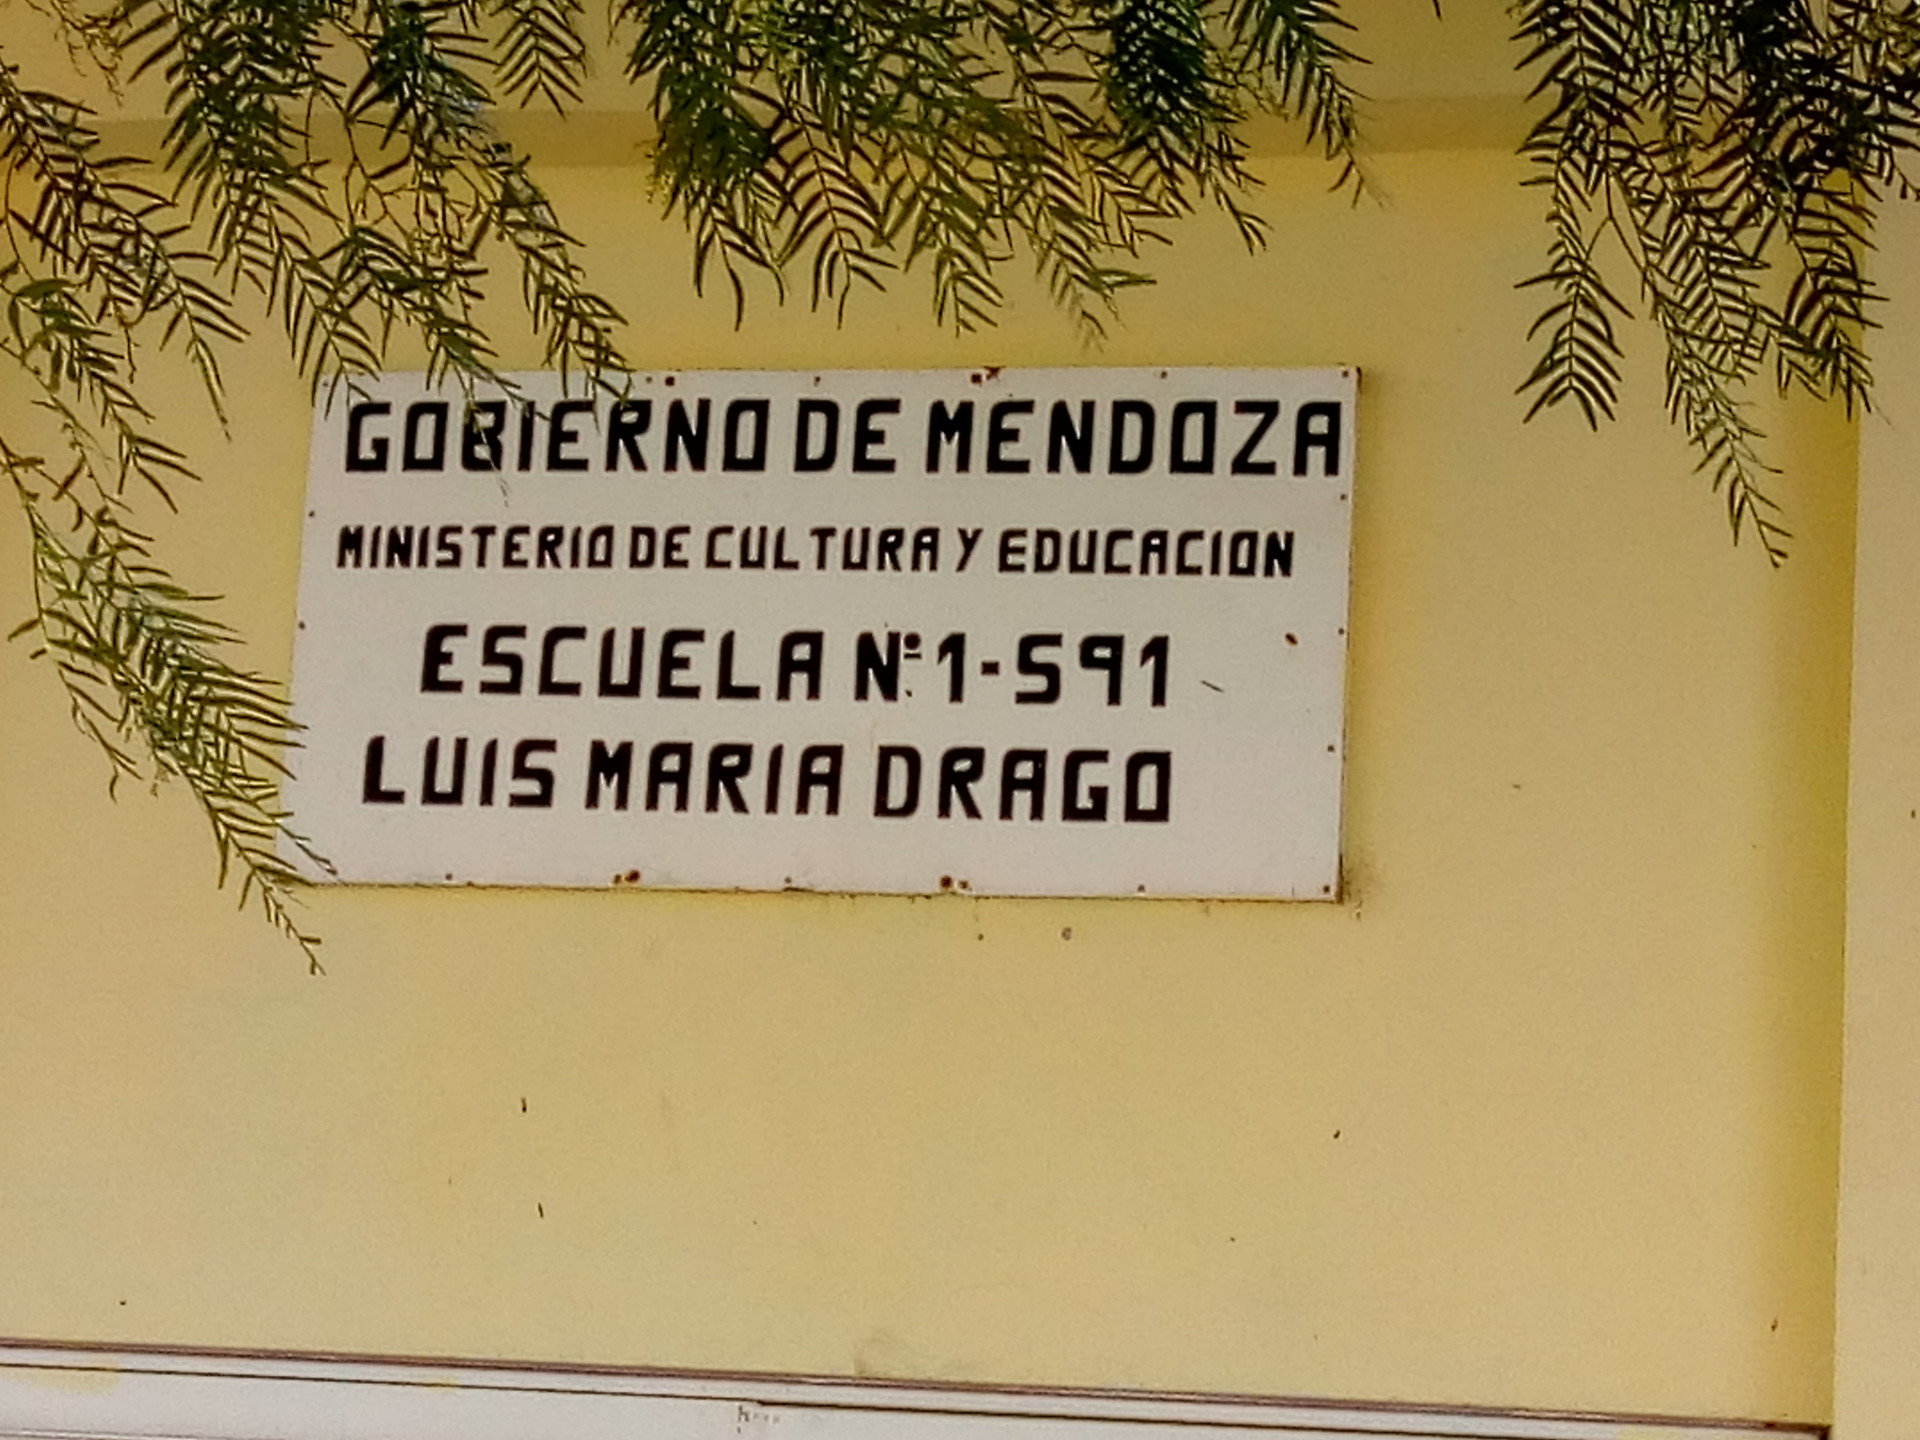 GOBIERNO DE MENDOZA
MINISTERIO DE CULTURA Y EDUCACION
ESCUELA Nº 1-591
LUIS MARIA DRAGO